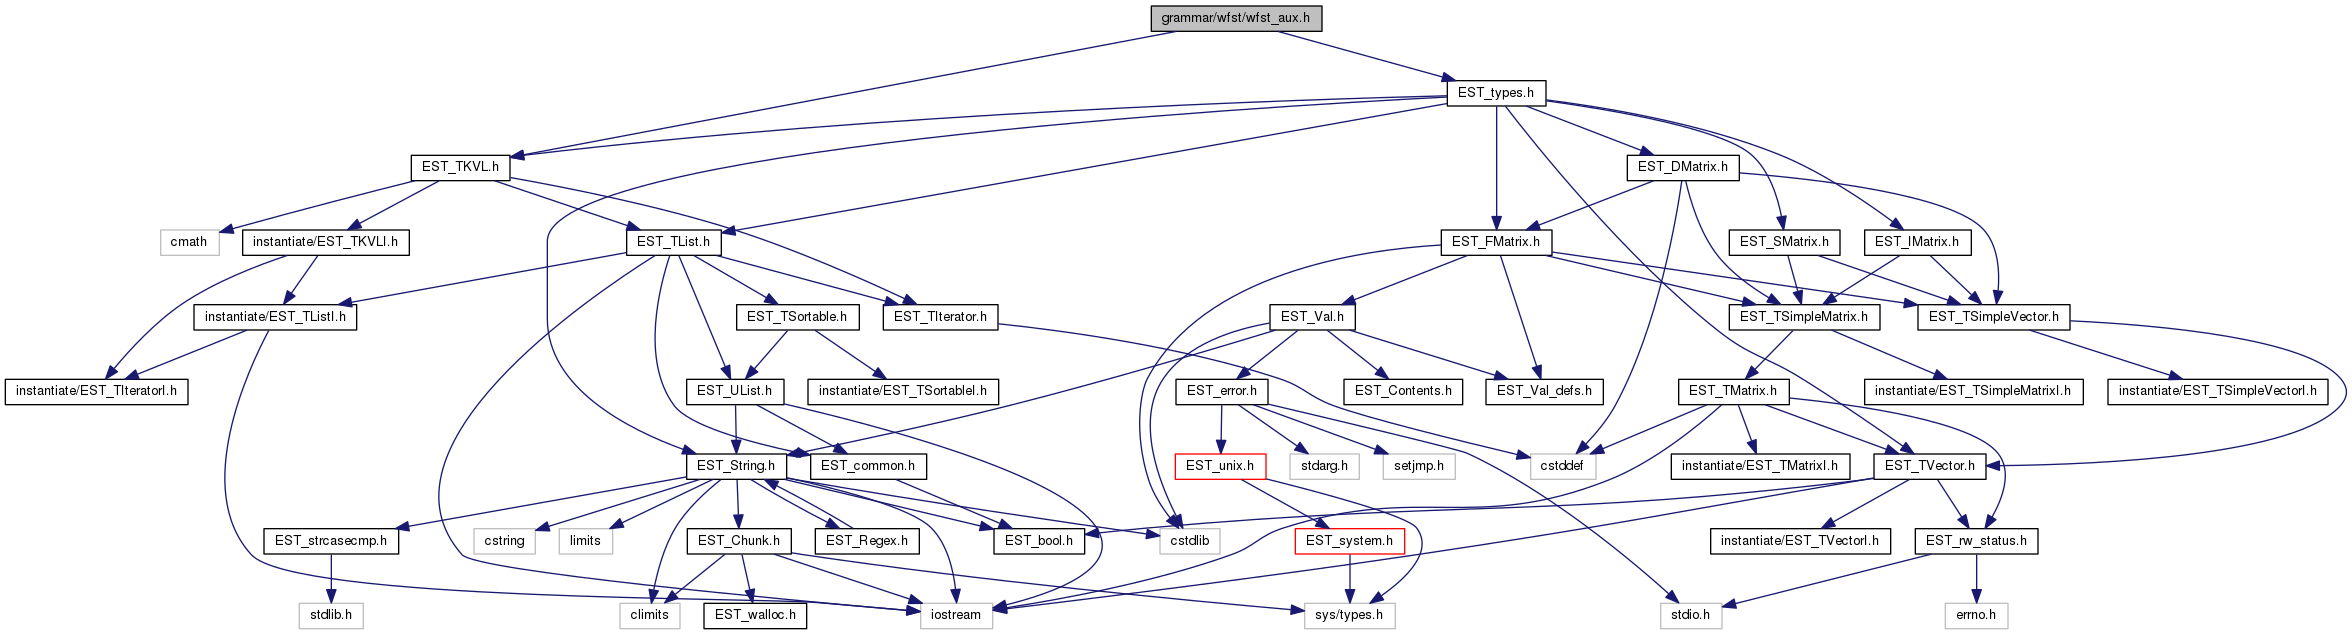 grammar/wfst/wfst_aux.h
EST_types.h
EST_TKVL.h
EST_DMatrix.h
cmath
instantiate/EST_TKVLI.h
EST_TList.h
EST_FMatrix.h
EST_SMatrix.h
EST_IMatrix.h
instantiate/EST_TListI.h
EST_TSortable.h
EST_TIterator.h
EST_Val.h
EST_TSimpleMatrix.h
EST_TSimpleVector.h
instantiate/EST_TIteratorI.h
EST_UList.h
instantiate/EST_TSortableI.h
EST_error.h
EST_Contents.h
EST_Val_defs.h
EST_TMatrix.h
instantiate/EST_TSimpleMatrixI.h
instantiate/EST_TSimpleVectorI.h
EST_String.h
EST_common.h
EST_unix.h
stdarg.h
setjmp.h
cstddef
instantiate/EST_TMatrixI.h
EST_TVector.h
EST_strcasecmp.h
cstring
limits
EST_Chunk.h
EST_Regex.h
EST_bool.h
cstdlib
EST_system.h
instantiate/EST_TVectorI.h
EST_rw_status.h
stdlib.h
climits
EST_walloc.h
iostream
sys/types.h
stdio.h
errno.h